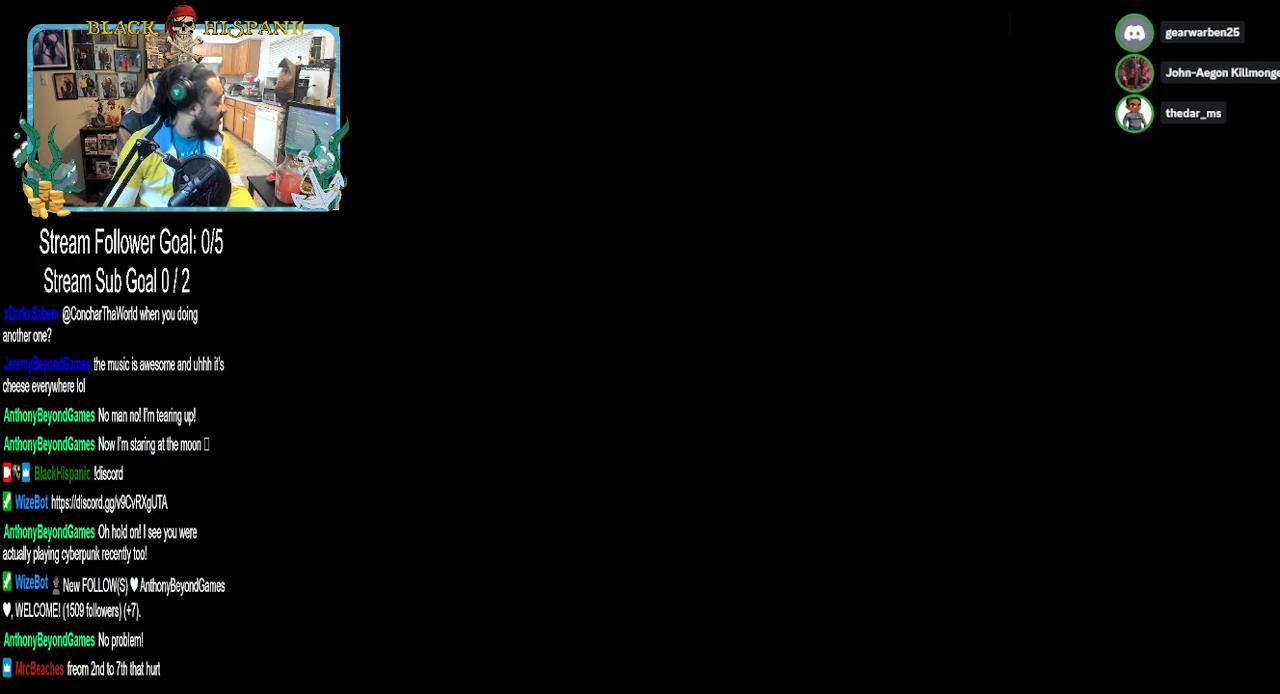 BLACK HISPANIC
gearwarben25
John-Aegon Killmonge
thedar_ms
Stream Follower Goal: 0/5
Stream Sub Goal 0 / 2
xDarksSaberx @ConcharThaWorld when you doing
another one?
JeremyBeyondGames the music is awesome and uhhh it's
cheese everywhere lol
AnthonyBeyondGames No man no! I'm tearing up!
AnthonyBeyondGames Now I'm staring at the moon
BlackHispanic !discord
WizeBot https://discord.gg/v9CvRXgUTA
AnthonyBeyondGames Oh hold on! I see you were
actually playing cyberpunk recently too!
WizeBot New FOLLOW(S) ♥ AnthonyBeyondGames
♥, WELCOME! (1509 followers) (+7).
AnthonyBeyondGames No problem!
MrcBeaches freom 2nd to 7th that hurt